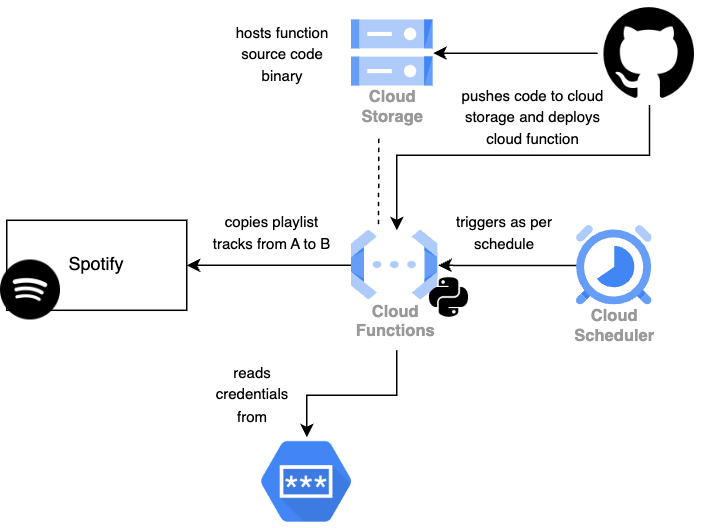 hosts function
source code
binary
Cloud
Storage
pushes code to cloud
storage and deploys
cloud function
copies playlist
tracks from A to B
triggers as per
schedule
Spotify
Cloud
Functions
Cloud
Scheduler
reads
credentials
from
***